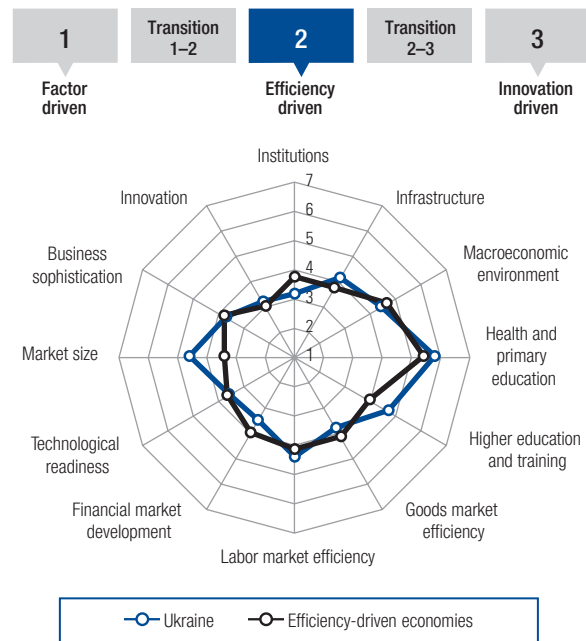 1
Transition
1–2
2
Transition
2–3
3
Factor
driven
Efficiency
driven
Innovation
driven
Institutions
Infrastructure
Macroeconomic
environment
Health and
primary
education
Higher education
and training
Goods market
efficiency
Labor market efficiency
Financial market
development
Technological
readiness
Market size
Business
sophistication
Innovation
7
6
5
4
3
2
1
Ukraine
Efficiency-driven economies